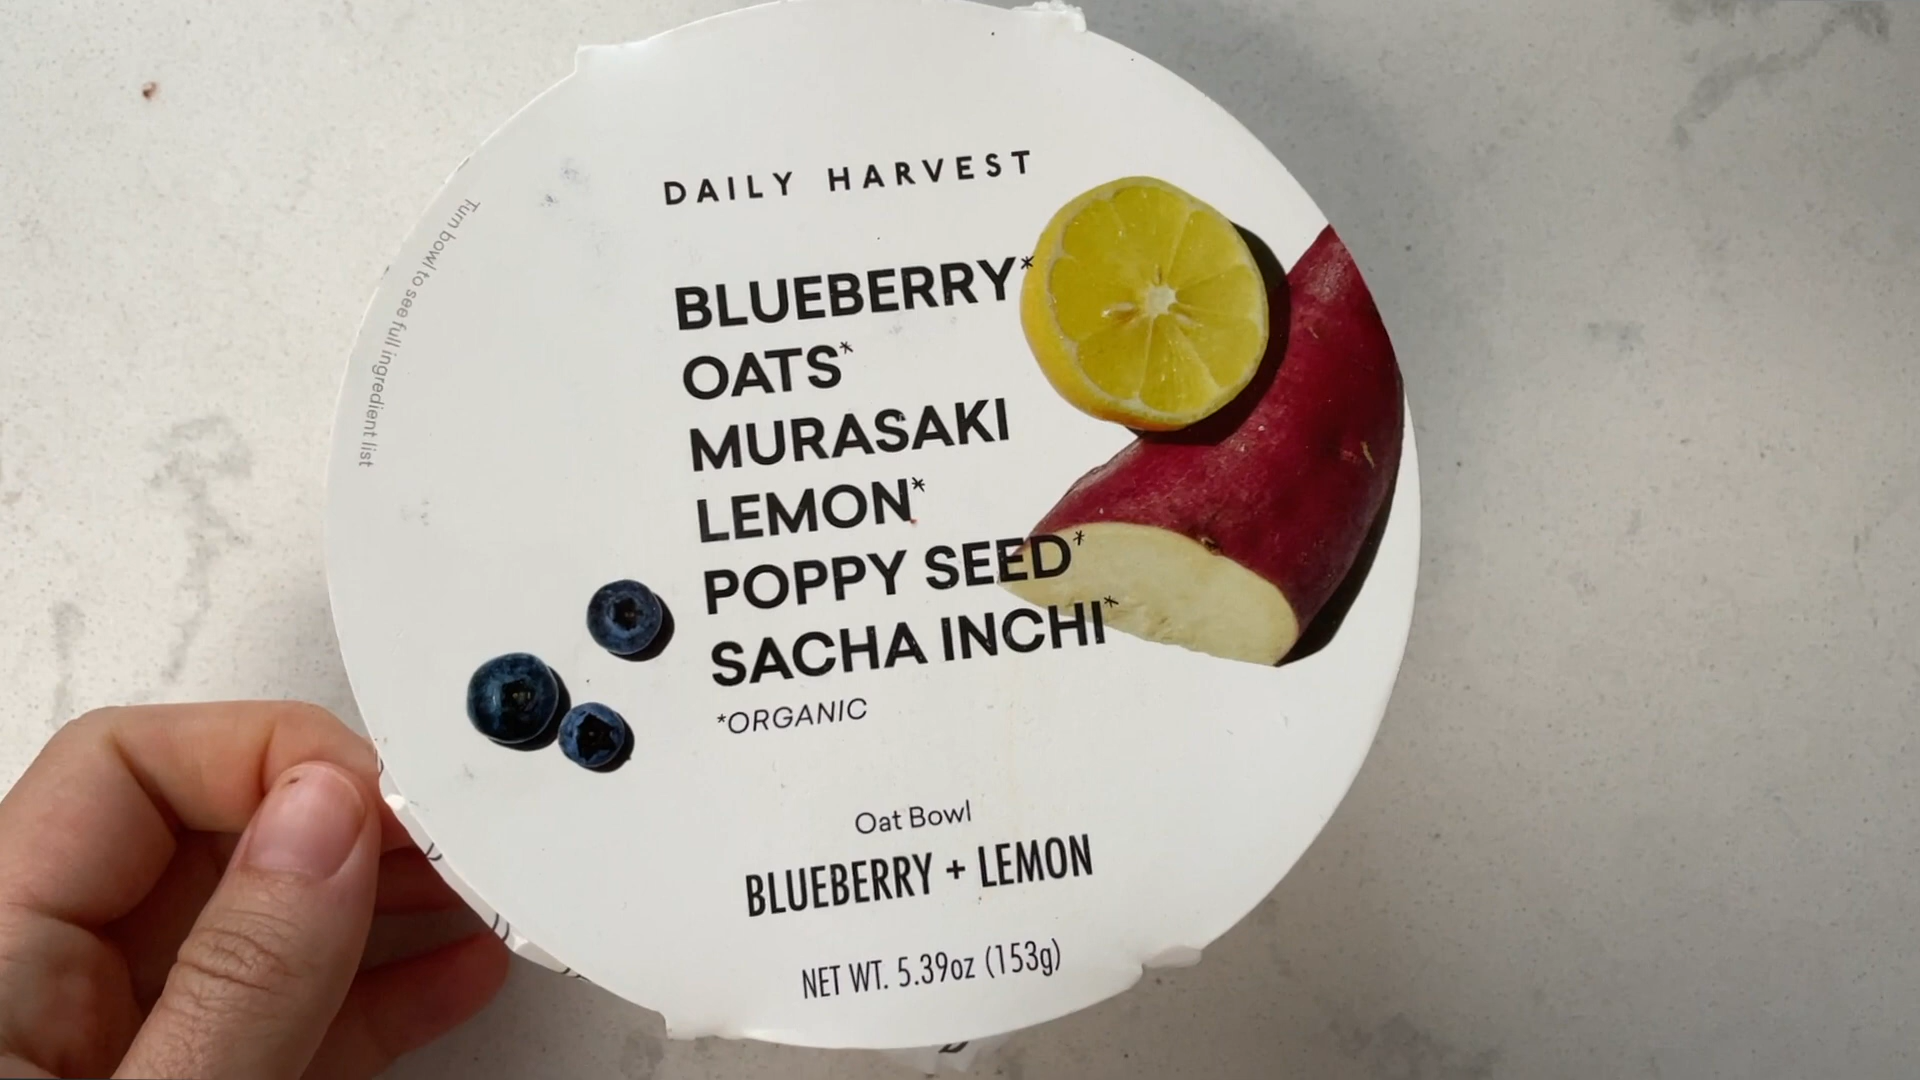 DAILY HARVEST
BLUEBERRY*
OATS*
MURASAKI
LEMON*
POPPY SEED*
SACHA INCHI*
*ORGANIC
Oat Bowl
BLUEBERRY + LEMON
NET WT. 5.39oz (153g)
Turn bowl to see full ingredient list